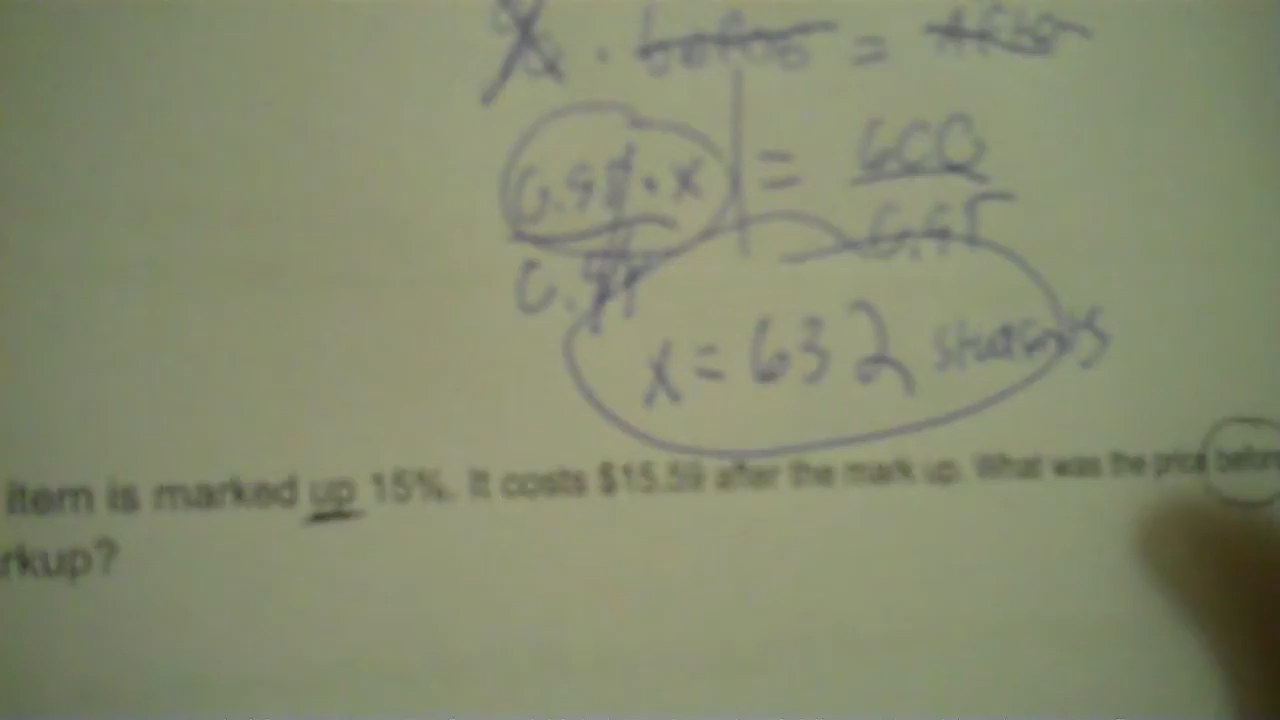 % · before = after
0.95 · x = 600
0.95 0.95
x = 632 students
item is marked up 15%. It costs $15.59 after the mark up. What was the price before
rkup?